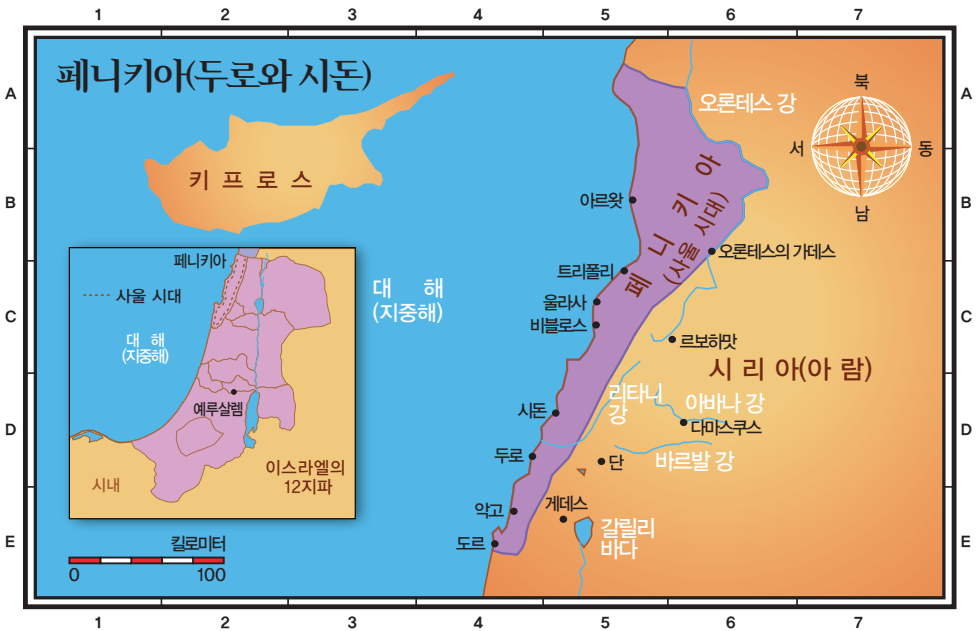 1 2 3 4 5 6 7
페니키아(두로와 시돈)
A A
오론테스 강
북
서 동
남
키 프 로 스
B B
아르왓
페 니 키 아
(사울 시대)
오론테스의 가데스
페니키아
사울 시대
트리폴리
대 해
(지중해)
울라사
비블로스
C C
르보하맛
대 해
(지중해)
시 리 아(아 람)
예루살렘
시돈
리타니
강
아바나 강
다마스쿠스
D D
두로
단
바르발 강
이스라엘의
12지파
시내
악고
게데스
갈릴리
바다
도르
E E
킬로미터
0 100
1 2 3 4 5 6 7